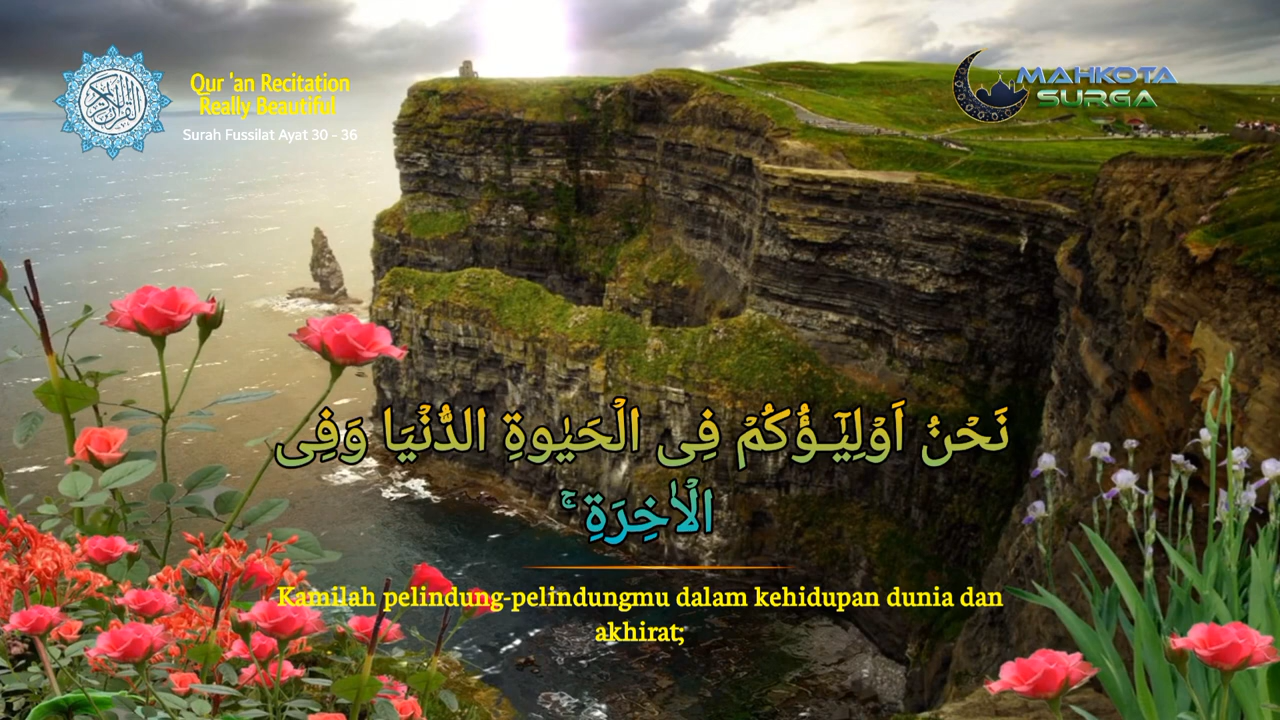 Qur 'an Recitation
Really Beautiful
Surah Fussilat Ayat 30 - 36
MAHKOTA
SURGA
نَحْنُ اَوْلِيٰۤـؤُكُمْ فِى الْحَيٰوةِ الدُّنْيَا وَفِى
الْاٰخِرَةِ ۚ
Kamilah pelindung-pelindungmu dalam kehidupan dunia dan
akhirat;